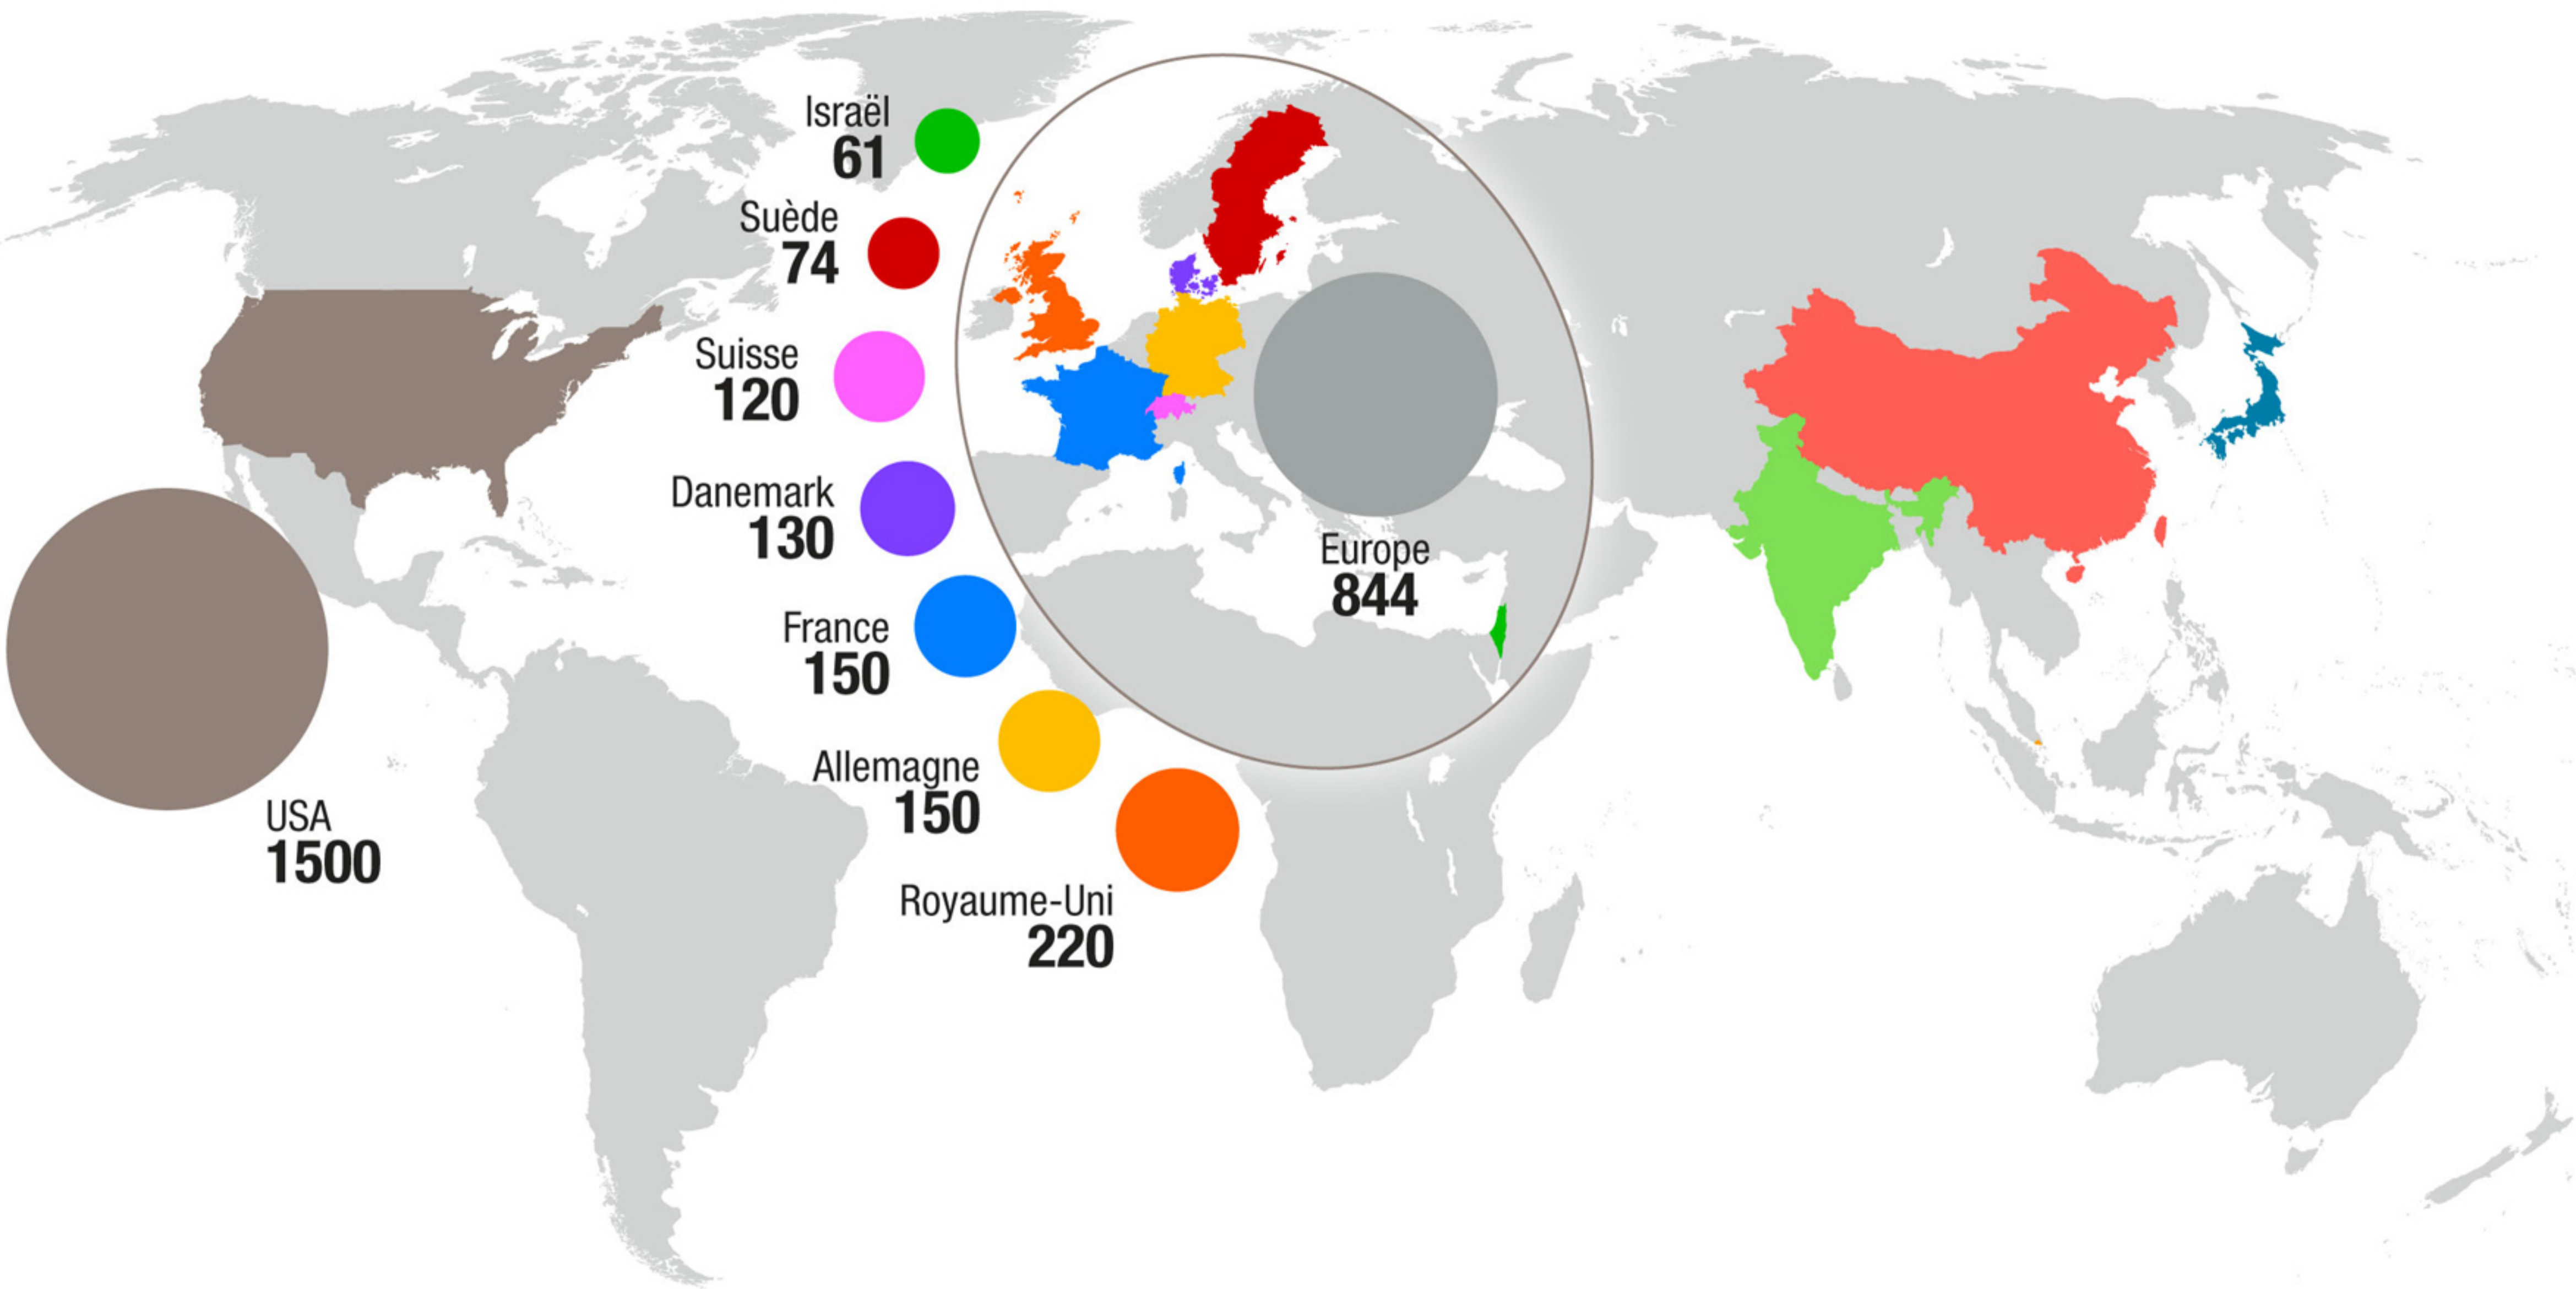 Israël
61
Suède
74
Suisse
120
Danemark
130
France
150
Allemagne
150
Royaume-Uni
220
Europe
844
USA
1500